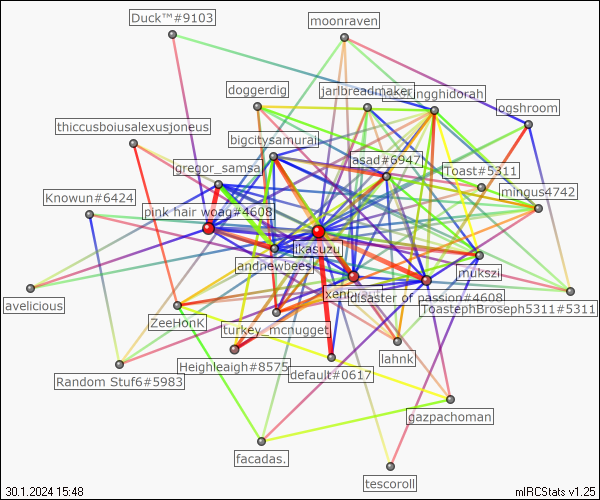 Duck™#9103
moonraven
doggerdig
jarlbreadmaker
ingghidorah
ogshroom
thiccusboiusalexusjoneus
bigcitysamurai
gregor_samsa
asad#6947
Toast#5311
mingus4742
Knowun#6424
pink hair woag#4608
ikasuzu
andnewbees
mukszi
avelicious
xen
disaster of passion#4608
ToastephBroseph5311#5311
ZeeHonK
turkey_mcnugget
lahnk
Heighleaigh#8575
default#0617
Random Stuf6#5983
gazpachoman
facadas.
tescoroll
30.1.2024 15:48
mIRCStats v1.25